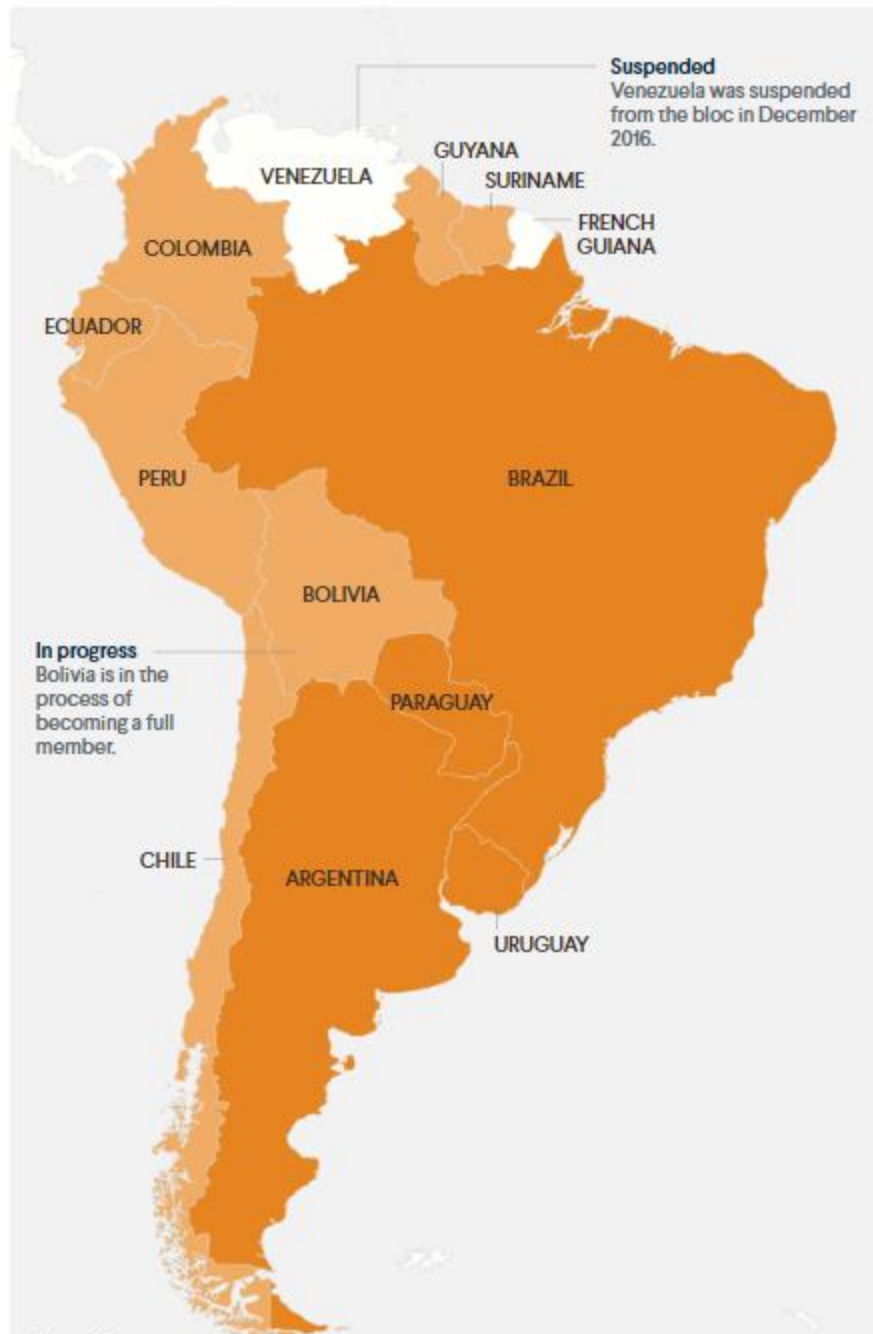 Suspended
Venezuela was suspended
from the bloc in December
2016.
GUYANA
VENEZUELA
SURINAME
FRENCH
GUIANA
COLOMBIA
ECUADOR
PERU
BRAZIL
BOLIVIA
In progress
Bolivia is in the
process of
becoming a full
member.
PARAGUAY
CHILE
ARGENTINA
URUGUAY